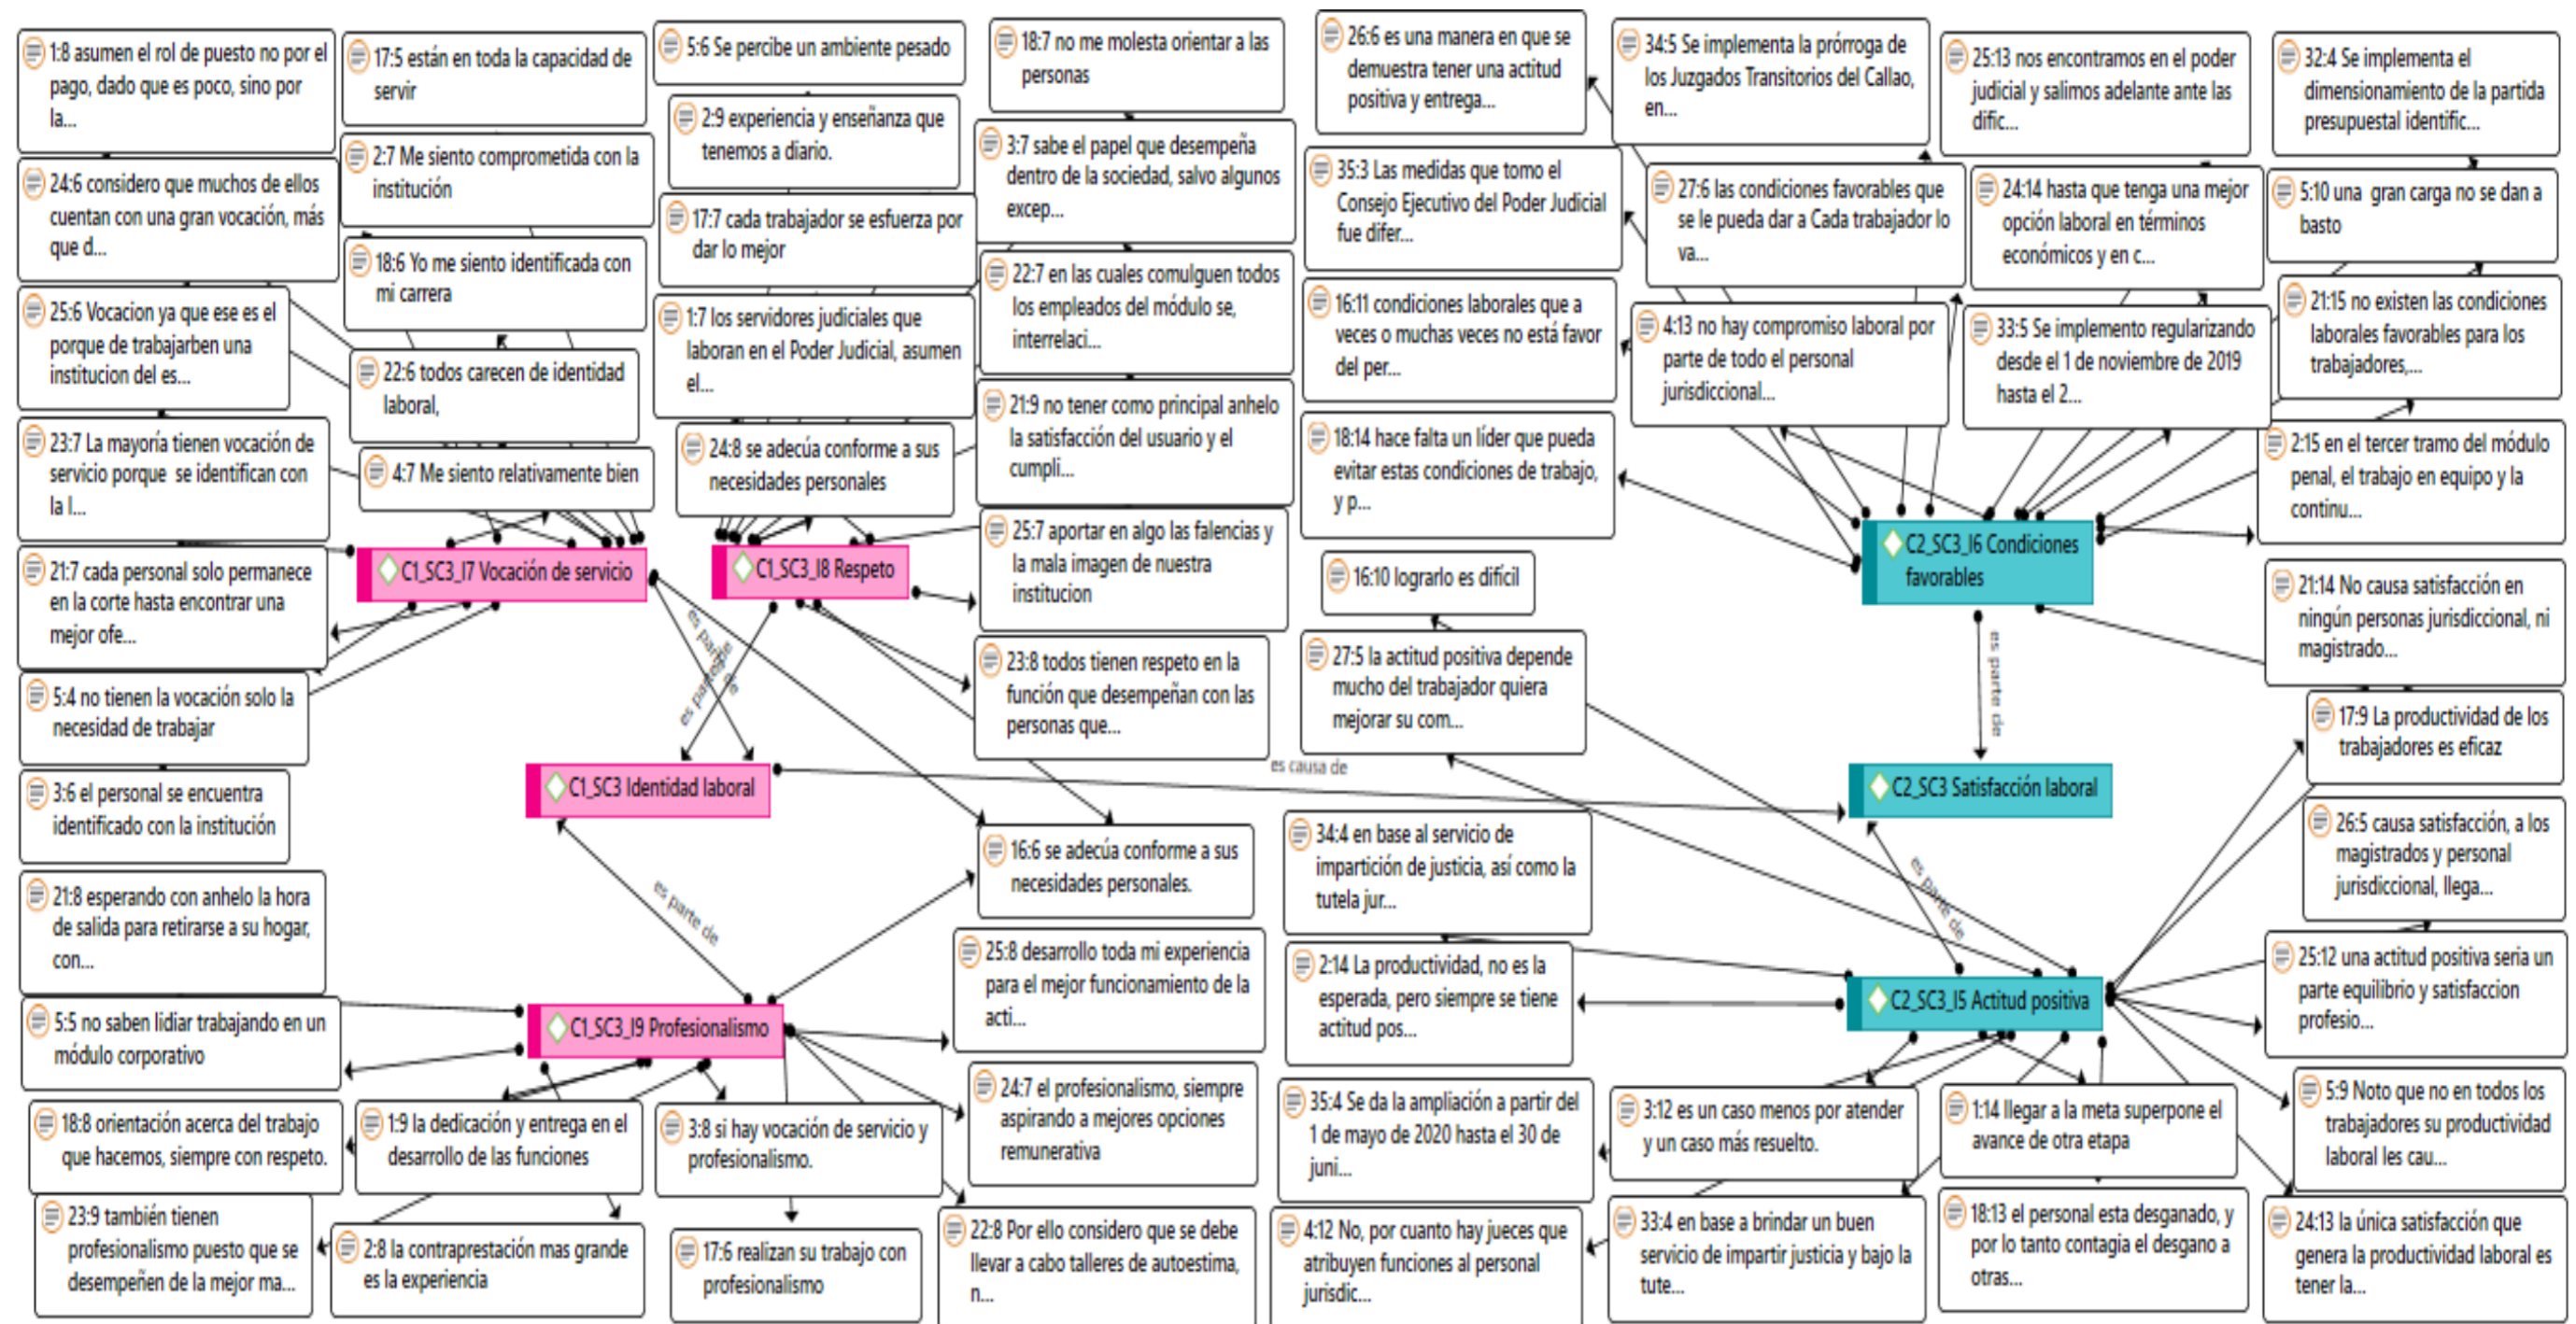 1:8 asumen el rol de puesto no por el
pago, dado que es poco, sino por
la...
24:6 considero que muchos de ellos
cuentan con una gran vocación, más
que d...
25:6 Vocacion ya que ese es el
porque de trabajarben una
institucion del es...
23:7 La mayoría tienen vocación de
servicio porque se identifican con
la l...
21:7 cada personal solo permanece
en la corte hasta encontrar una
mejor ofe...
5:4 no tienen la vocación solo la
necesidad de trabajar
3:6 el personal se encuentra
identificado con la institución
21:8 esperando con anhelo la hora
de salida para retirarse a su hogar,
con...
5:5 no saben lidiar trabajando en un
módulo corporativo
18:8 orientación acerca del trabajo
que hacemos, siempre con respeto.
23:9 también tienen
profesionalismo puesto que se
desempeñen de la mejor ma...
17:5 están en toda la capacidad de
servir
2:7 Me siento comprometida con la
institución
18:6 Yo me siento identificada con
mi carrera
22:6 todos carecen de identidad
laboral,
4:7 Me siento relativamente bien
C1_SC3_I7 Vocación de servicio
5:6 Se percibe un ambiente pesado
2:9 experiencia y enseñanza que
tenemos a diario.
17:7 cada trabajador se esfuerza por
dar lo mejor
1:7 los servidores judiciales que
laboran en el Poder Judicial, asumen
el...
24:8 se adecúa conforme a sus
necesidades personales
C1_SC3_I8 Respeto
es parte de
es parte de
C1_SC3 Identidad laboral
es parte de
C1_SC3_I9 Profesionalismo
1:9 la dedicación y entrega en el
desarrollo de las funciones
2:8 la contraprestación mas grande
es la experiencia
3:8 si hay vocación de servicio y
profesionalismo.
17:6 realizan su trabajo con
profesionalismo
18:7 no me molesta orientar a las
personas
3:7 sabe el papel que desempeña
dentro de la sociedad, salvo algunos
excep...
22:7 en las cuales comulguen todos
los empleados del módulo se,
interrelaci...
21:9 no tener como principal anhelo
la satisfacción del usuario y el
cumpli...
25:7 aportar en algo las falencias y
la mala imagen de nuestra
institucion
23:8 todos tienen respeto en la
función que desempeñan con las
personas que...
16:6 se adecúa conforme a sus
necesidades personales.
25:8 desarrollo toda mi experiencia
para el mejor funcionamiento de la
acti...
24:7 el profesionalismo, siempre
aspirando a mejores opciones
remunerativa
22:8 Por ello considero que se debe
llevar a cabo talleres de autoestima,
n...
es causa de
26:6 es una manera en que se
demuestra tener una actitud
positiva y entrega...
35:3 Las medidas que tomo el
Consejo Ejecutivo del Poder Judicial
fue difer...
16:11 condiciones laborales que a
veces o muchas veces no está favor
del per...
18:14 hace falta un líder que pueda
evitar estas condiciones de trabajo,
y p...
16:10 lograrlo es difícil
27:5 la actitud positiva depende
mucho del trabajador quiera
mejorar su com...
34:4 en base al servicio de
impartición de justicia, así como la
tutela jur...
2:14 La productividad, no es la
esperada, pero siempre se tiene
actitud pos...
35:4 Se da la ampliación a partir del
1 de mayo de 2020 hasta el 30 de
juni...
4:12 No, por cuanto hay jueces que
atribuyen funciones al personal
jurisdic...
34:5 Se implementa la prórroga de
los Juzgados Transitorios del Callao,
en...
27:6 las condiciones favorables que
se le pueda dar a Cada trabajador lo
va...
4:13 no hay compromiso laboral por
parte de todo el personal
jurisdiccional...
25:13 nos encontramos en el poder
judicial y salimos adelante ante las
dific...
24:14 hasta que tenga una mejor
opción laboral en términos
económicos y en c...
33:5 Se implemento regularizando
desde el 1 de noviembre de 2019
hasta el 2...
C2_SC3_I6 Condiciones
favorables
es parte de
C2_SC3 Satisfacción laboral
es parte de
C2_SC3_I5 Actitud positiva
3:12 es un caso menos por atender
y un caso más resuelto.
33:4 en base a brindar un buen
servicio de impartir justicia y bajo la
tute...
1:14 llegar a la meta superpone el
avance de otra etapa
18:13 el personal esta desganado, y
por lo tanto contagia el desgano a
otras...
32:4 Se implementa el
dimensionamiento de la partida
presupuestal identific...
5:10 una gran carga no se dan a
basto
21:15 no existen las condiciones
laborales favorables para los
trabajadores,...
2:15 en el tercer tramo del módulo
penal, el trabajo en equipo y la
continu...
21:14 No causa satisfacción en
ningún personas jurisdiccional, ni
magistrado...
17:9 La productividad de los
trabajadores es eficaz
26:5 causa satisfacción, a los
magistrados y personal
jurisdiccional, llega...
25:12 una actitud positiva seria un
parte equilibrio y satisfaccion
profesio...
5:9 Noto que no en todos los
trabajadores su productividad
laboral les cau...
24:13 la única satisfacción que
genera la productividad laboral es
tener la...